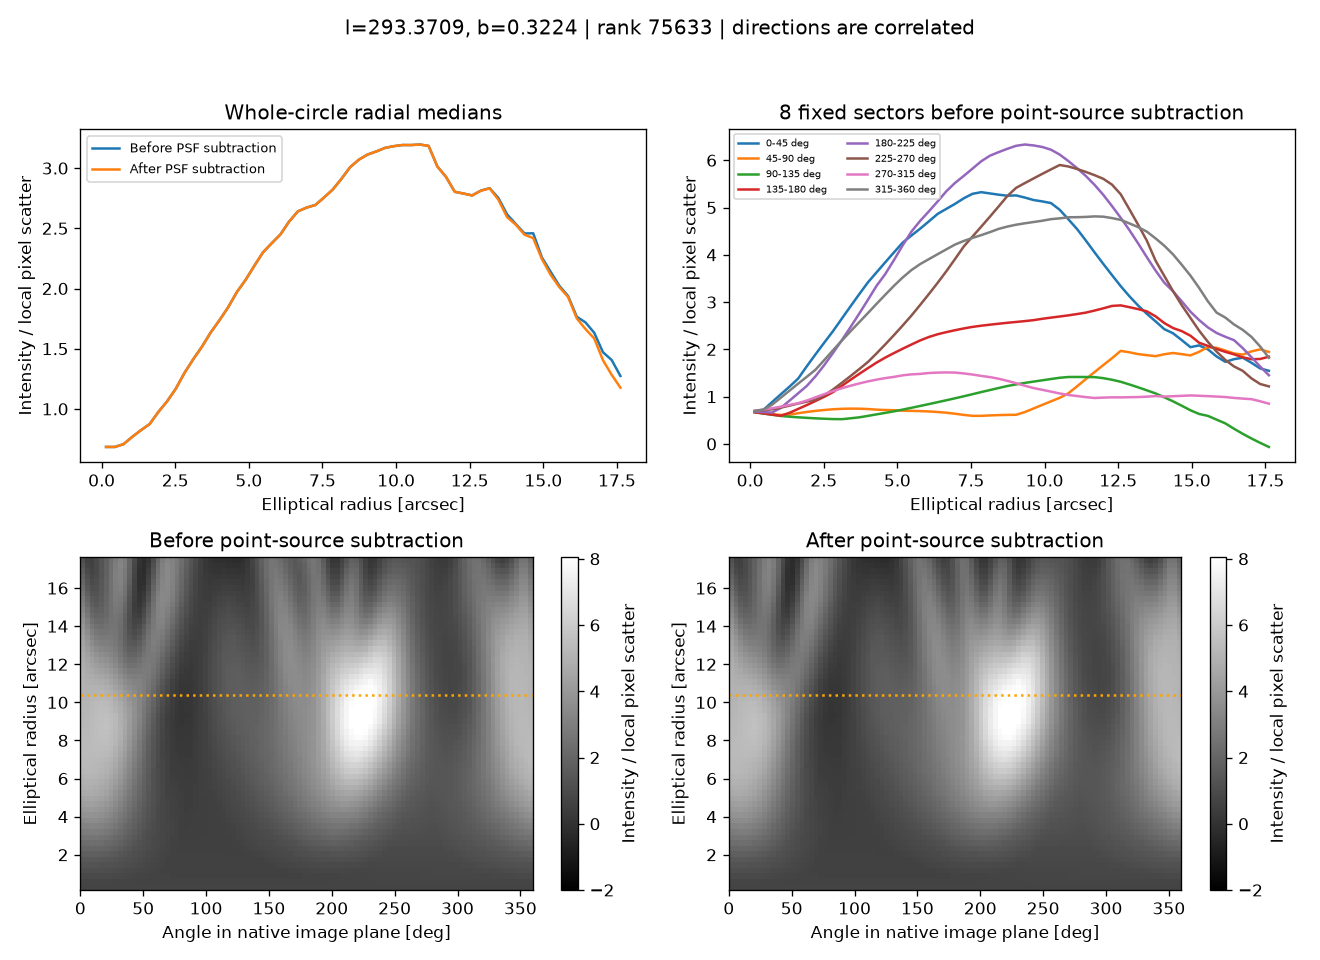 l=293.3709, b=0.3224 | rank 75633 | directions are correlated
Whole-circle radial medians
Before PSF subtraction
After PSF subtraction
Intensity / local pixel scatter
3.0
2.5
2.0
1.5
1.0
0.0 2.5 5.0 7.5 10.0 12.5 15.0 17.5
Elliptical radius [arcsec]
8 fixed sectors before point-source subtraction
0-45 deg
45-90 deg
90-135 deg
135-180 deg
180-225 deg
225-270 deg
270-315 deg
315-360 deg
Intensity / local pixel scatter
6
5
4
3
2
1
0
0.0 2.5 5.0 7.5 10.0 12.5 15.0 17.5
Elliptical radius [arcsec]
Before point-source subtraction
Elliptical radius [arcsec]
16
14
12
10
8
6
4
2
0 50 100 150 200 250 300 350
Angle in native image plane [deg]
8
6
4
2
0
−2
Intensity / local pixel scatter
After point-source subtraction
Elliptical radius [arcsec]
16
14
12
10
8
6
4
2
0 50 100 150 200 250 300 350
Angle in native image plane [deg]
8
6
4
2
0
−2
Intensity / local pixel scatter